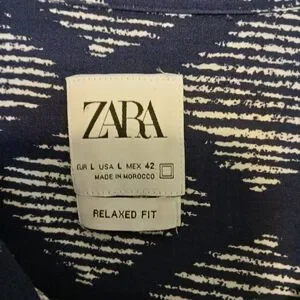 ZARA
EUR L USA L MEX 42
MADE IN MOROCCO
RELAXED FIT